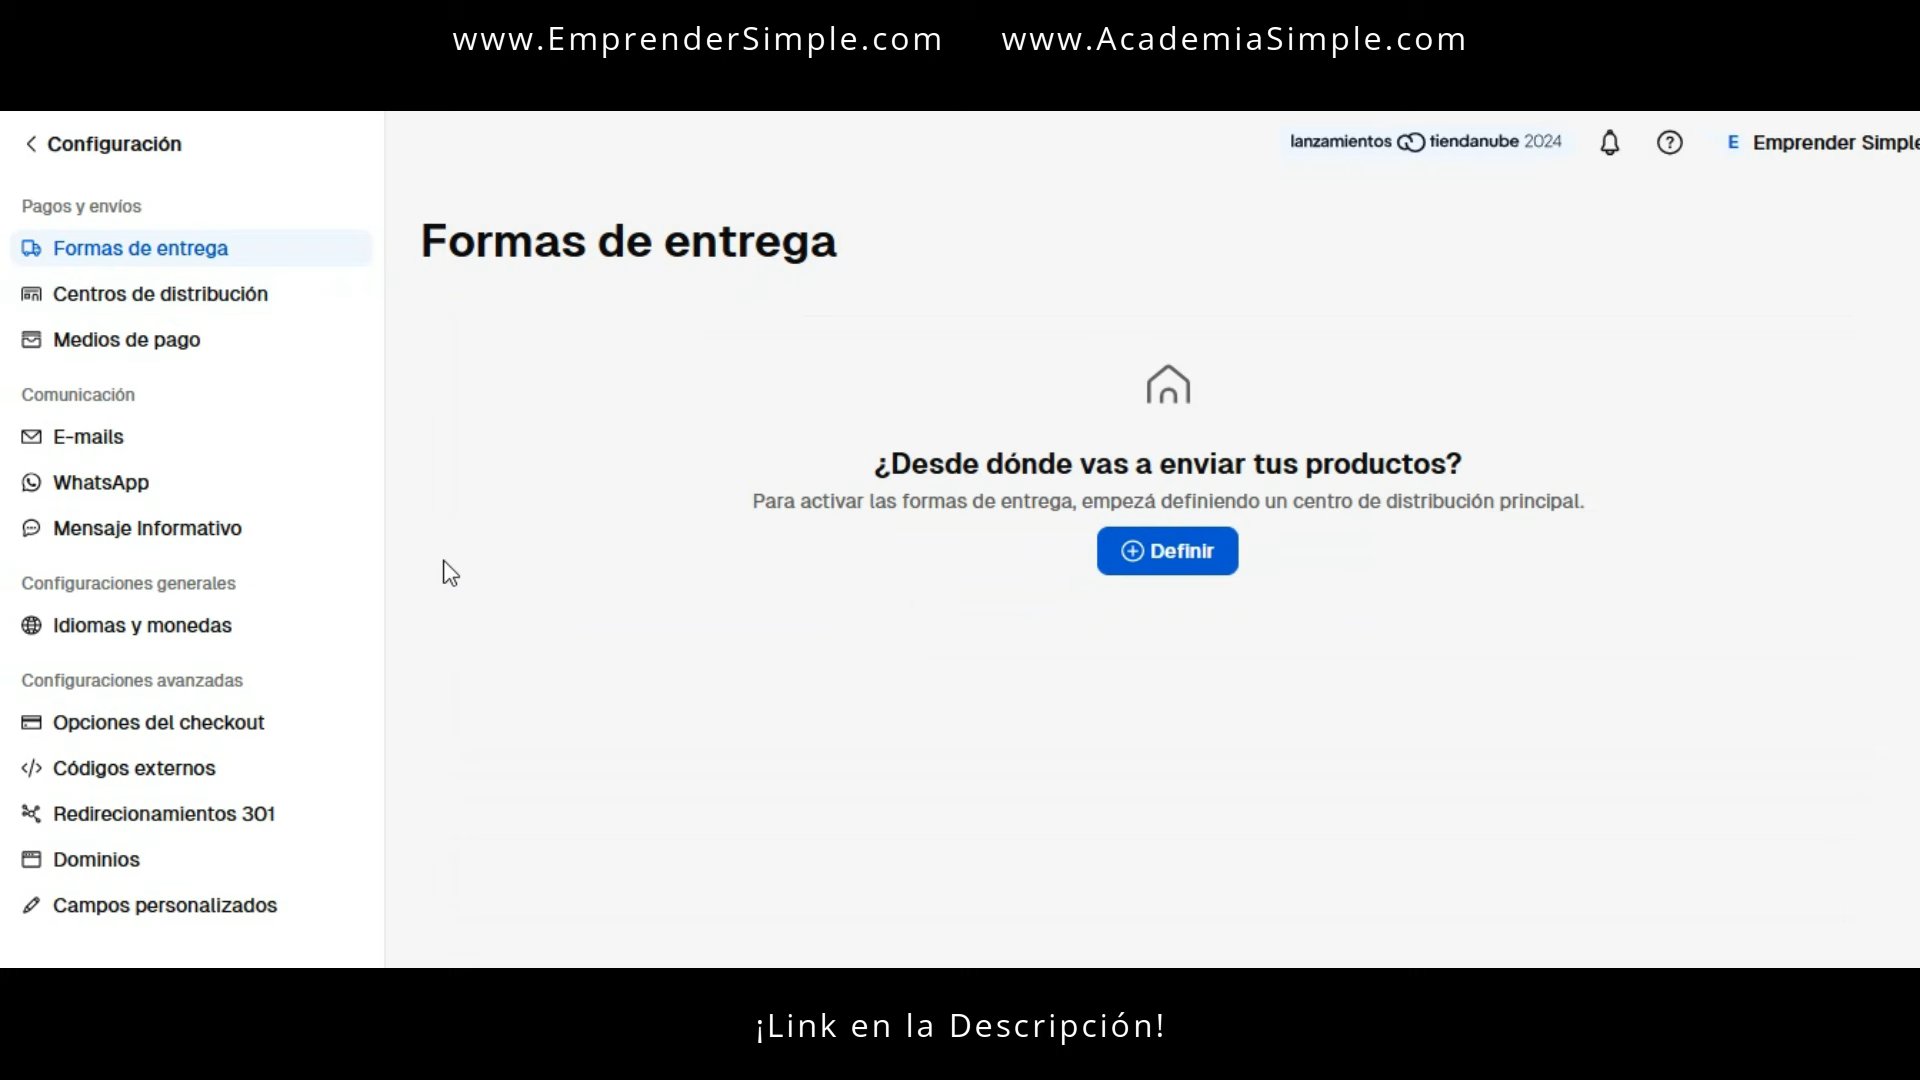 www.EmprenderSimple.com www.AcademiaSimple.com
Configuración
lanzamientos tiendanube 2024
E Emprender Simple
Pagos y envíos
Formas de entrega
Centros de distribución
Medios de pago
Comunicación
E-mails
WhatsApp
Mensaje Informativo
Configuraciones generales
Idiomas y monedas
Configuraciones avanzadas
Opciones del checkout
Códigos externos
Redirecionamientos 301
Dominios
Campos personalizados
Formas de entrega
¿Desde dónde vas a enviar tus productos?
Para activar las formas de entrega, empezá definiendo un centro de distribución principal.
Definir
¡Link en la Descripción!